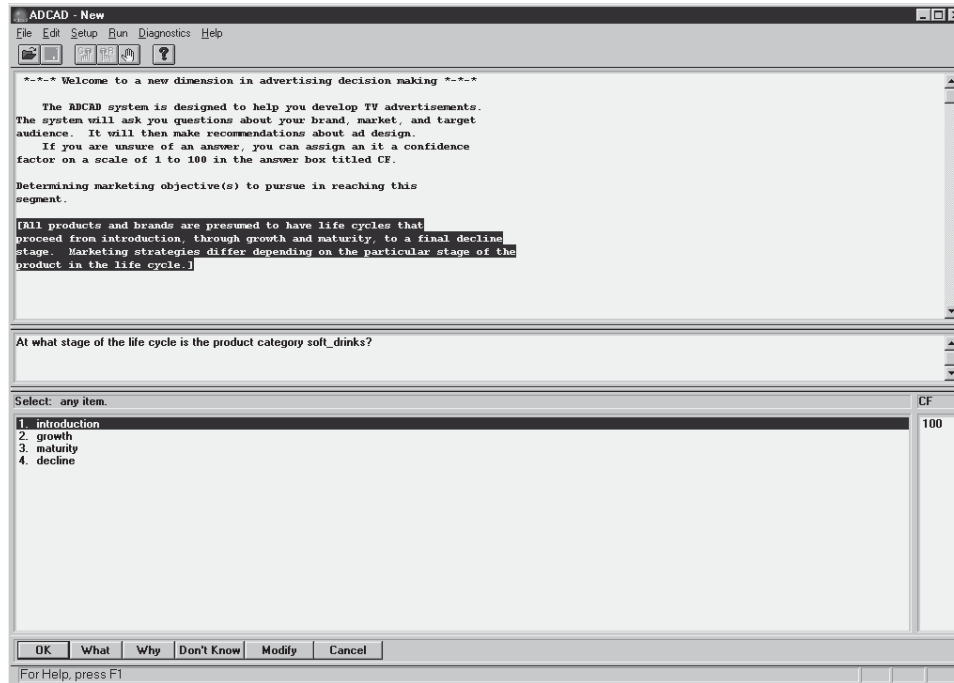 ADCAD - New
File Edit Setup Run Diagnostics Help
*-*-* Welcome to a new dimension in advertising decision making *-*-*
The ADCAD system is designed to help you develop TV advertisements.
The system will ask you questions about your brand, market, and target
audience. It will then make recommendations about ad design.
If you are unsure of an answer, you can assign an it a confidence
factor on a scale of 1 to 100 in the answer box titled CF.
Determining marketing objective(s) to pursue in reaching this
segment.
[All products and brands are presumed to have life cycles that
proceed from introduction, through growth and maturity, to a final decline
stage. Marketing strategies differ depending on the particular stage of the
product in the life cycle.]
At what stage of the life cycle is the product category soft_drinks?
Select: any item. CF
1. introduction 100
2. growth
3. maturity
4. decline
OK What Why Don't Know Modify Cancel
For Help, press F1